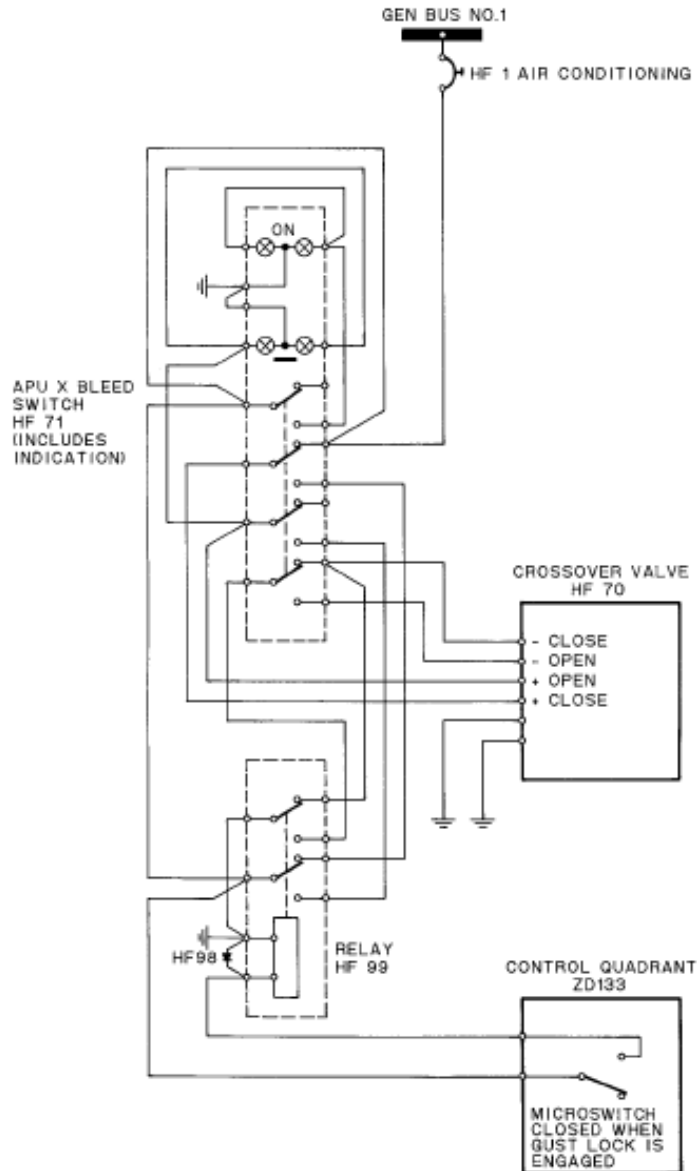 GEN BUS NO.1
HF 1 AIR CONDITIONING
ON
APU X BLEED
SWITCH
HF 71
(INCLUDES
INDICATION)
CROSSOVER VALVE
HF 70
- CLOSE
- OPEN
+ OPEN
+ CLOSE
HF98
RELAY
HF 99
CONTROL QUADRANT
ZD133
MICROSWITCH
CLOSED WHEN
GUST LOCK IS
ENGAGED